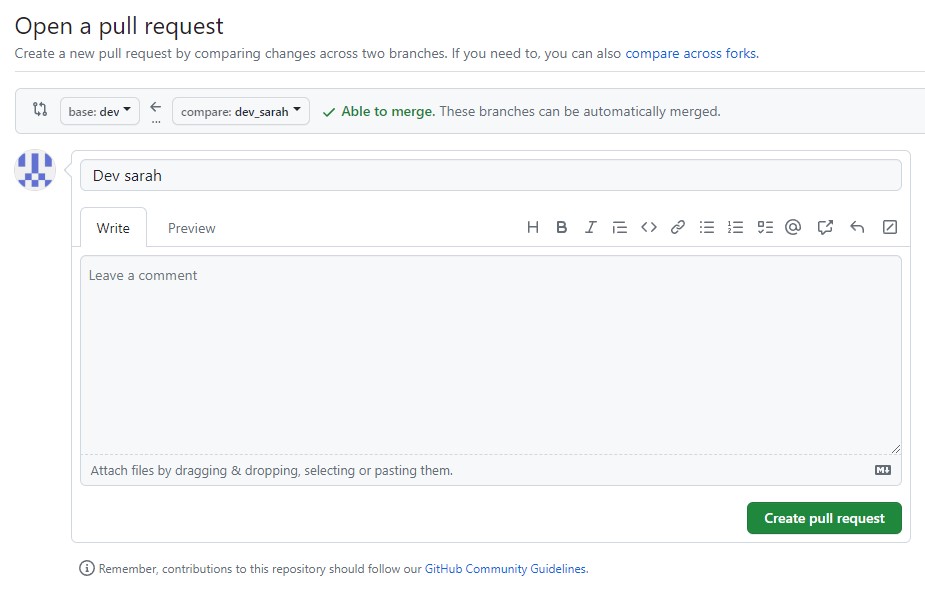 Open a pull request
Create a new pull request by comparing changes across two branches. If you need to, you can also compare across forks.
base: dev ... compare: dev_sarah Able to merge. These branches can be automatically merged.
Dev sarah
Write Preview H B I @
Leave a comment
Attach files by dragging & dropping, selecting or pasting them.
Create pull request
Remember, contributions to this repository should follow our GitHub Community Guidelines.